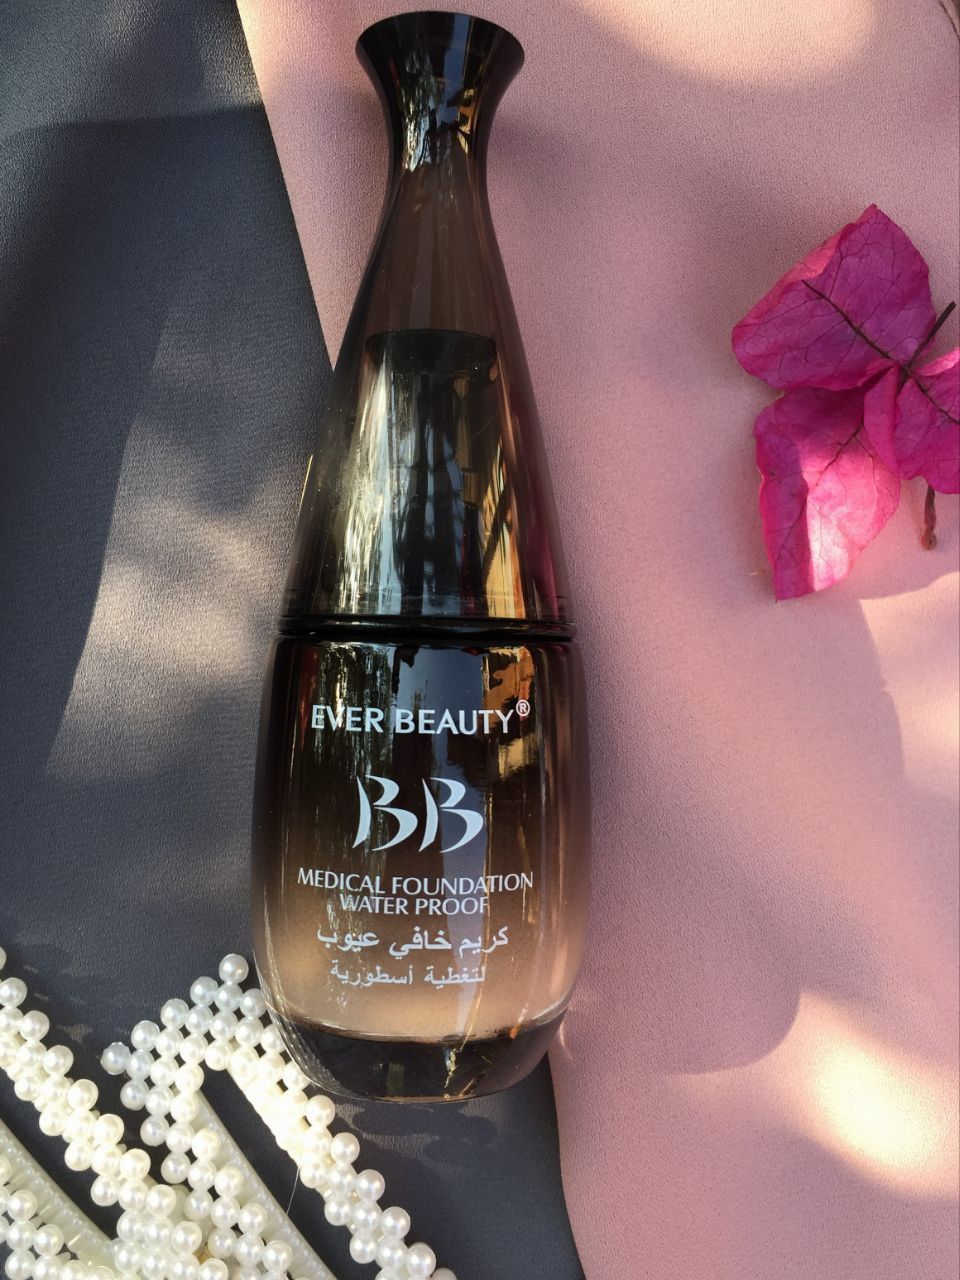 EVER BEAUTY®
BB
MEDICAL FOUNDATION
WATER PROOF
كريم خافي عيوب
لتغطية أسطورية